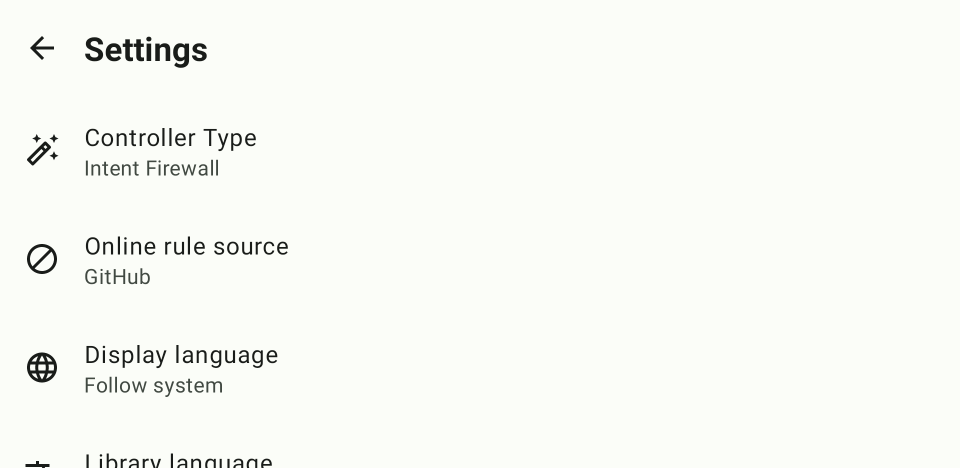 Settings
Controller Type
Intent Firewall
Online rule source
GitHub
Display language
Follow system
Library language